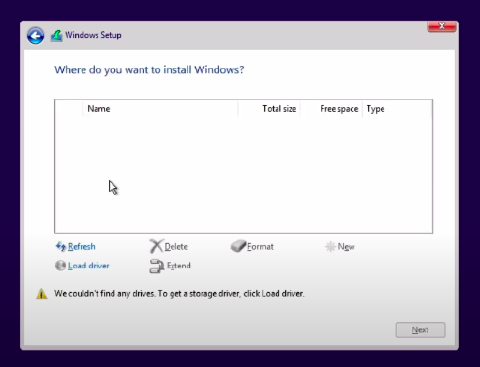 Windows Setup
Where do you want to install Windows?
Name Total size Free space Type
Refresh Delete Format New
Load driver Extend
We couldn't find any drives. To get a storage driver, click Load driver.
Next